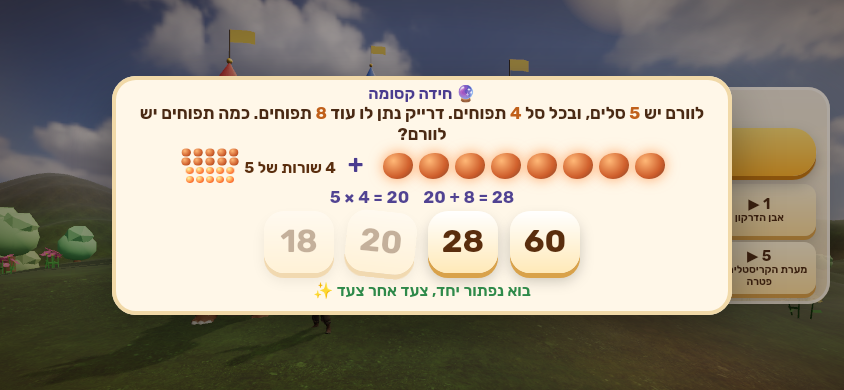 🔮 חידה קסומה
לוורם יש 5 סלים, ובכל סל 4 תפוחים. דרייק נתן לו עוד 8 תפוחים. כמה תפוחים יש
לוורם?
4 שורות של 5 +
5 × 4 = 20   20 + 8 = 28
18 20 28 60
בוא נפתור יחד, צעד אחר צעד ✨
▶ 1
אבן הדרקון
▶ 5
מערת הקריסטלי
פטרה